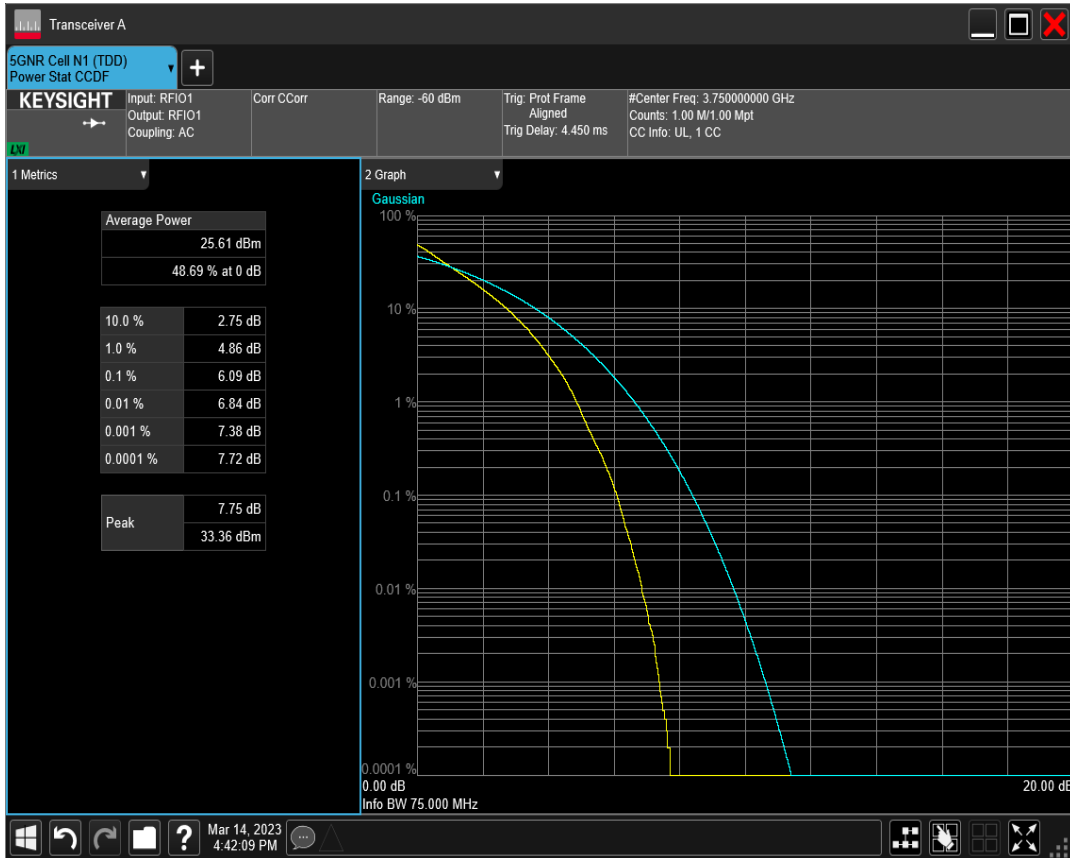 Transceiver A
5GNR Cell N1 (TDD)
Power Stat CCDF
KEYSIGHT
LXI
Input: RFIO1
Output: RFIO1
Coupling: AC
Corr CCorr
Range: -60 dBm
Trig: Prot Frame
Aligned
Trig Delay: 4.450 ms
#Center Freq: 3.750000000 GHz
Counts: 1.00 M/1.00 Mpt
CC Info: UL, 1 CC
1 Metrics
Average Power
25.61 dBm
48.69 % at 0 dB
10.0 % 2.75 dB
1.0 % 4.86 dB
0.1 % 6.09 dB
0.01 % 6.84 dB
0.001 % 7.38 dB
0.0001 % 7.72 dB
Peak
7.75 dB
33.36 dBm
2 Graph
Gaussian
100 %
10 %
1 %
0.1 %
0.01 %
0.001 %
0.0001 %
0.00 dB 20.00 dB
Info BW 75.000 MHz
?
Mar 14, 2023
4:42:09 PM